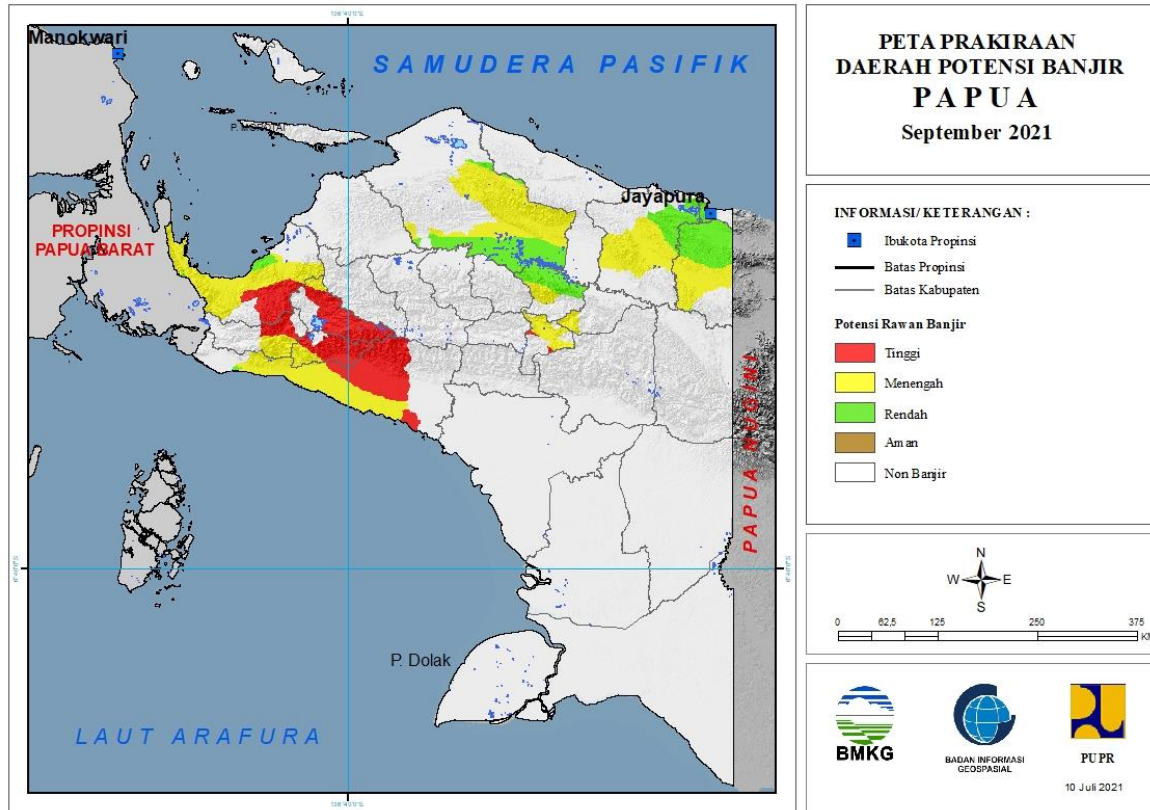 Manokwari
SAMUDERA PASIFIK
Jayapura
PROPINSI
PAPUA BARAT
PAPUA NUGINI
P. Dolak
LAUT ARAFURA
PETA PRAKIRAAN
DAERAH POTENSI BANJIR
PAPUA
September 2021
INFORMASI/ KETERANGAN :
Ibukota Propinsi
Batas Propinsi
Batas Kabupaten
Potensi Rawan Banjir
Tinggi
Menengah
Rendah
Aman
Non Banjir
N
W E
S
0 62,5 125 250 375
KM
BMKG
BADAN INFORMASI
GEOSPASIAL
PUPR
10 Juli 2021